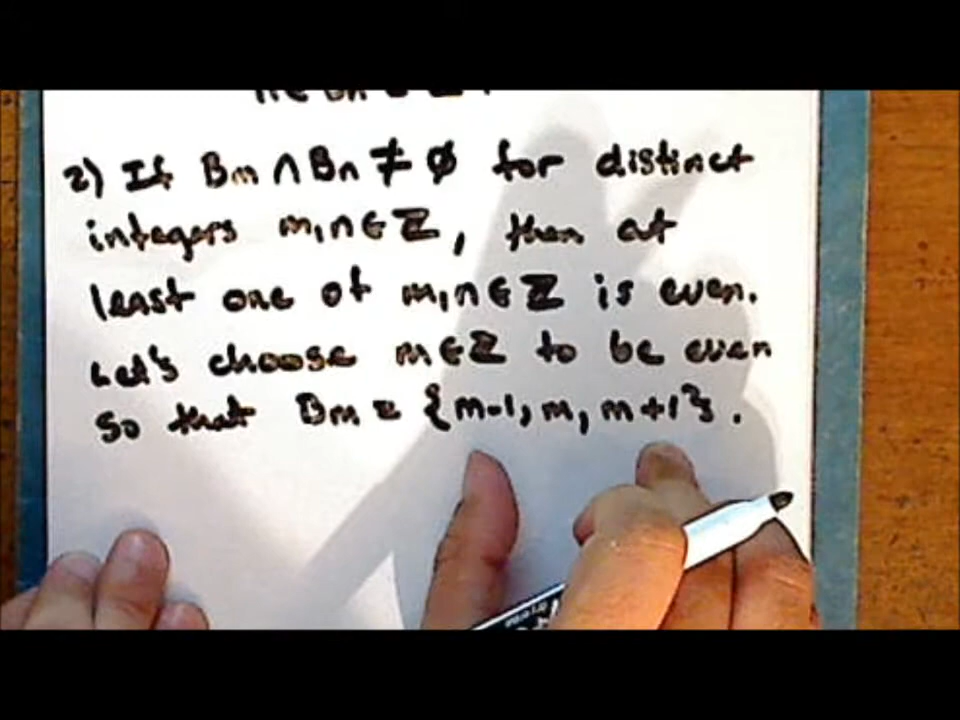 2) If Bm ∩ Bn ≠ ∅ for distinct
integers m,n ∈ ℤ, then at
least one of m,n ∈ ℤ is even.
Let's choose m ∈ ℤ to be even
so that Bm = {m-1, m, m+1}.